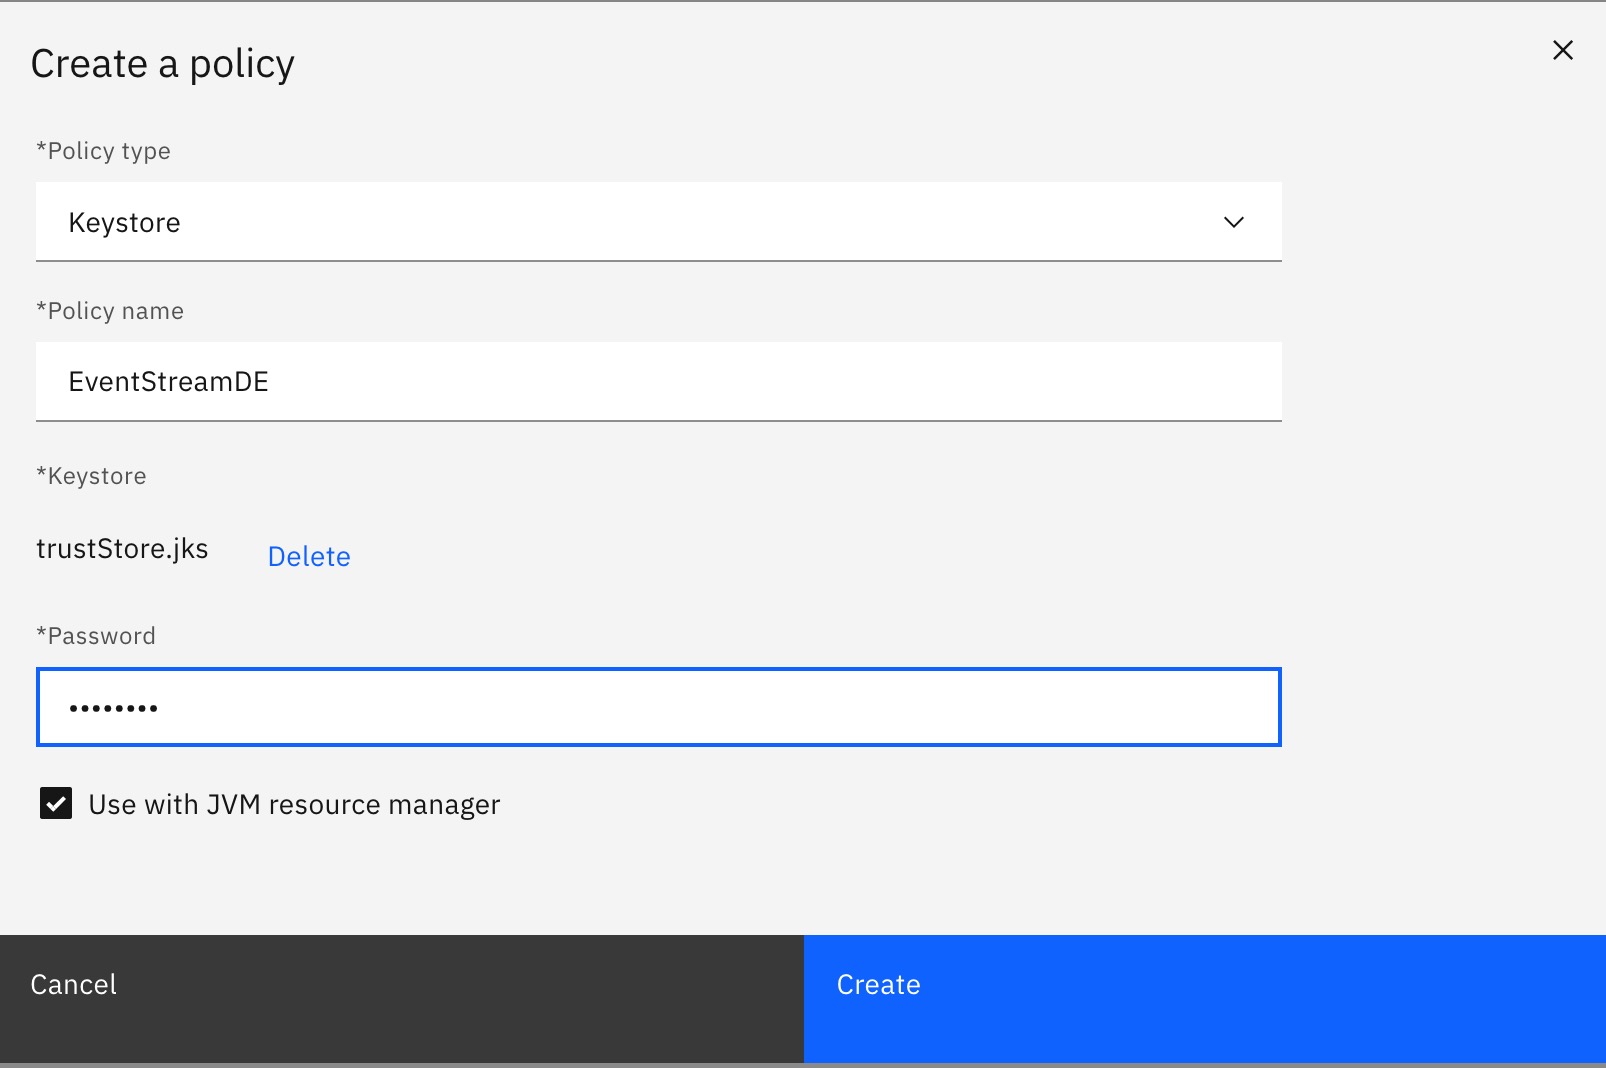 Create a policy
*Policy type
Keystore
*Policy name
EventStreamDE
*Keystore
trustStore.jks Delete
*Password
••••••••
Use with JVM resource manager
Cancel Create